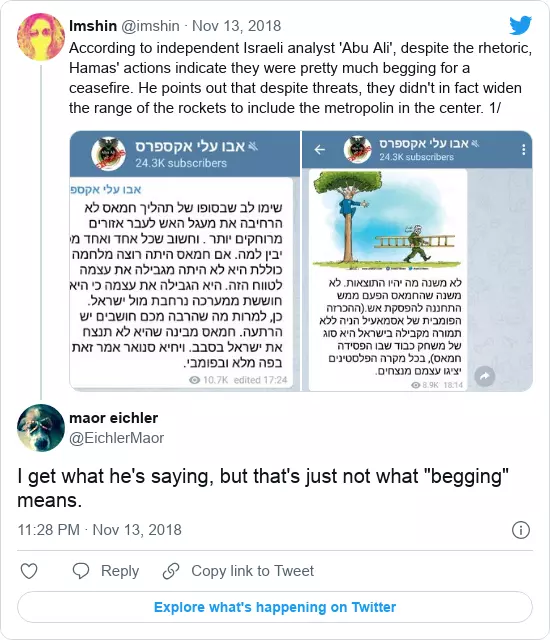 Imshin @imshin · Nov 13, 2018
According to independent Israeli analyst 'Abu Ali', despite the rhetoric,
Hamas' actions indicate they were pretty much begging for a
ceasefire. He points out that despite threats, they didn't in fact widen
the range of the rockets to include the metropolin in the center. 1/
אבו עלי אקספרס
24.3K subscribers
אבו עלי אקספ
שימו לב שבסופו של תהליך חמאס לא
הרחיבה את מעגל האש לעבר אזורים
מרוחקים יותר . וחשוב שכל אחד ואחד מ
יבין למה. אם חמאס היתה רוצה מלחמה
כוללת היא לא היתה מגבילה את עצמה
לטווח הזה. היא הגבילה את עצמה כי היא
חוששת ממערכה נרחבת מול ישראל.
כן, למרות מה שהרבה מכם חושבים יש
הרתעה. חמאס מבינה שהיא לא תנצח
את ישראל בסבב. ויחיא סנואר אמר זאת
בפה מלא ובפומבי.
10.7K edited 17:24
אבו עלי אקספרס
24.3K subscribers
לא משנה מה יהיו התוצאות. לא
משנה שהחמאס הפעם ממש
התחננה להפסקת אש.(ההכרזה
הפומבית של אסמאעיל הניה ללא
תמורה מקבילה בישראל היא סוג
של משחק כבוד שבו הפסידה
חמאס), בכל מקרה הפלסטינים
יציגו עצמם מנצחים.
8.9K 18:14
maor eichler
@EichlerMaor
I get what he's saying, but that's just not what "begging"
means.
11:28 PM · Nov 13, 2018
Reply
Copy link to Tweet
Explore what's happening on Twitter